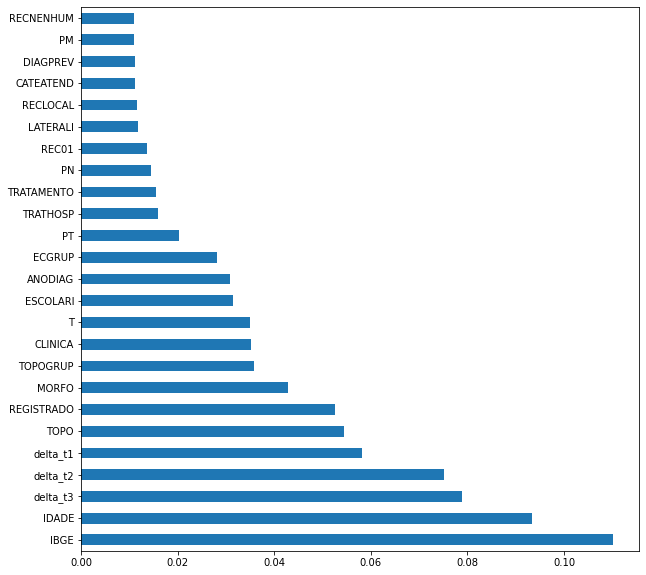 RECNENHUM
PM
DIAGPREV
CATEATEND
RECLOCAL
LATERALI
REC01
PN
TRATAMENTO
TRATHOSP
PT
ECGRUP
ANODIAG
ESCOLARI
T
CLINICA
TOPOGRUP
MORFO
REGISTRADO
TOPO
delta_t1
delta_t2
delta_t3
IDADE
IBGE
0.00 0.02 0.04 0.06 0.08 0.10